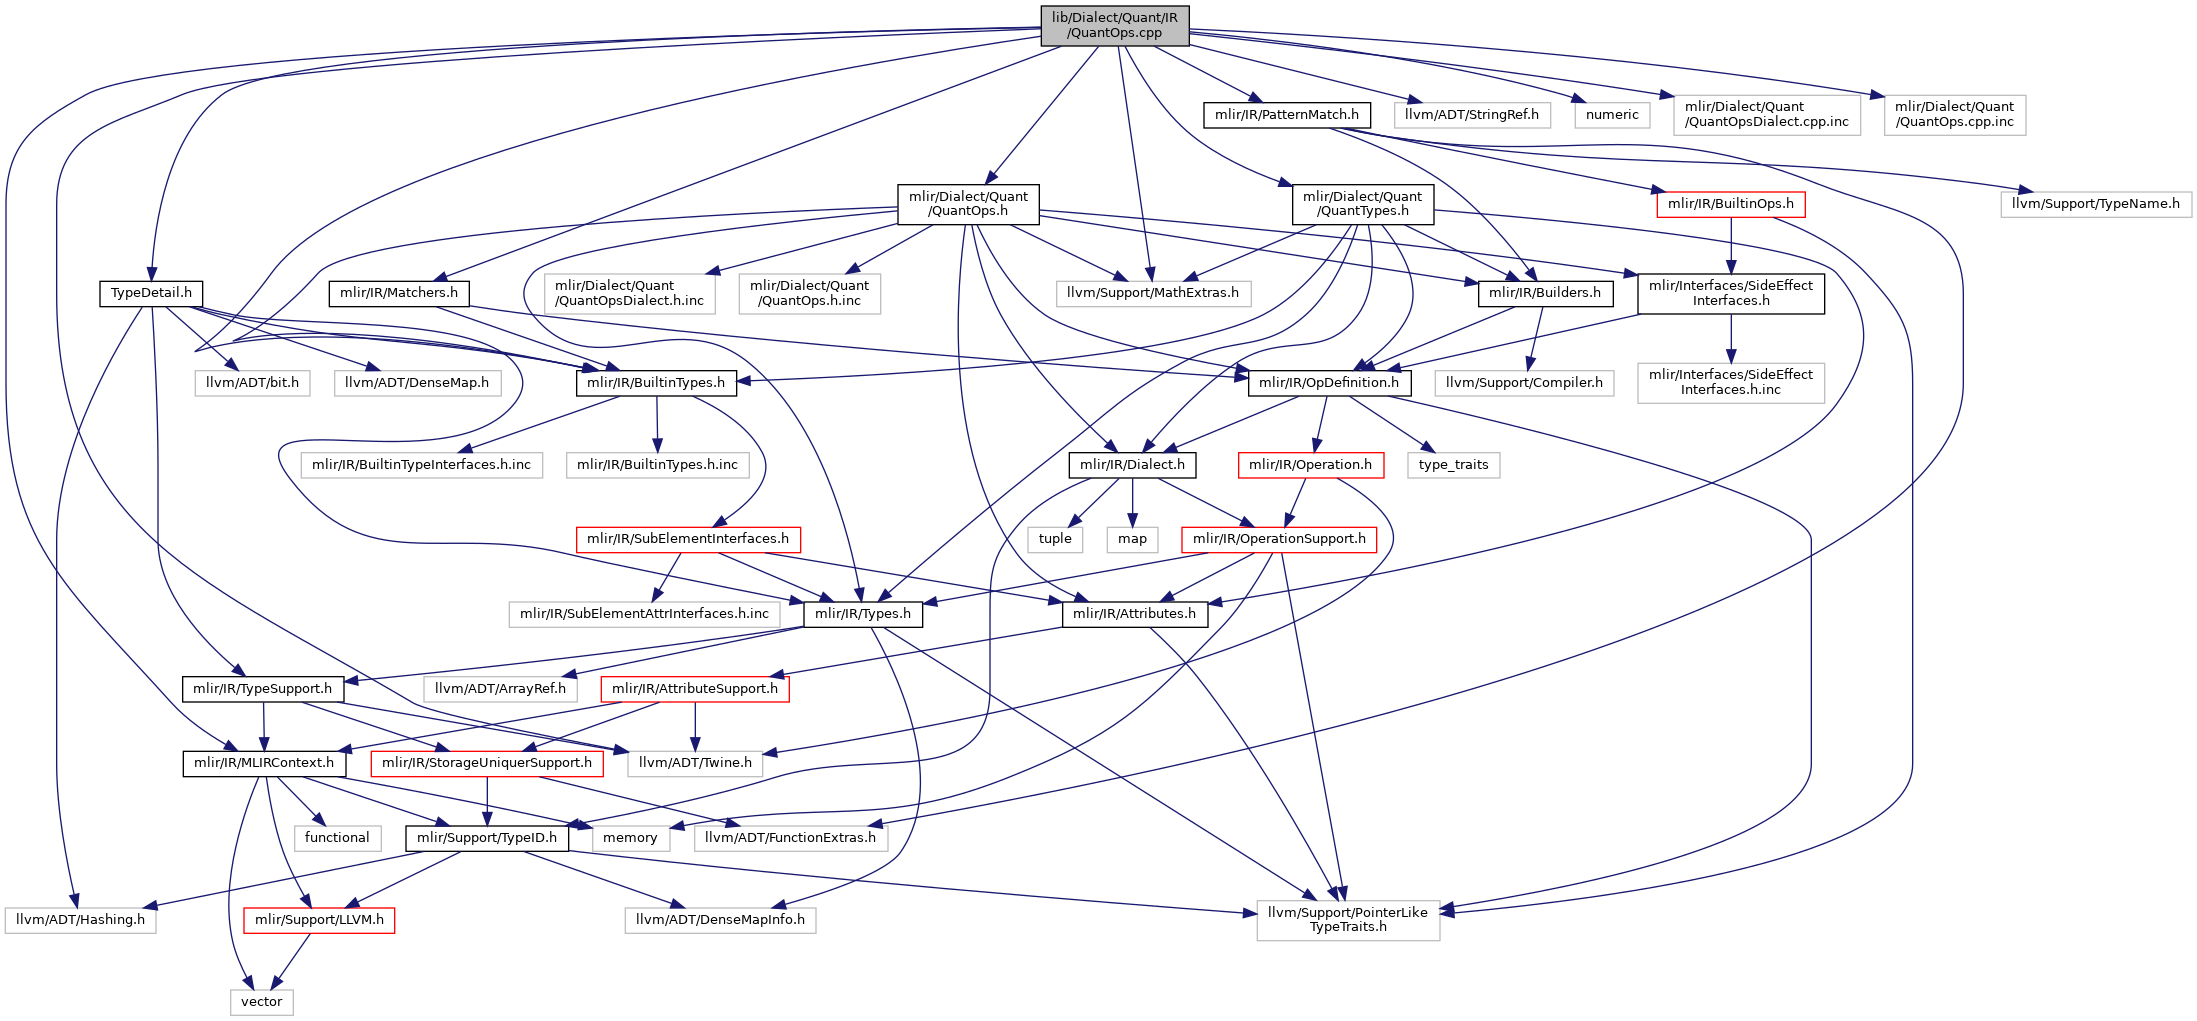 lib/Dialect/Quant/IR
/QuantOps.cpp
mlir/IR/PatternMatch.h
llvm/ADT/StringRef.h
numeric
mlir/Dialect/Quant
/QuantOpsDialect.cpp.inc
mlir/Dialect/Quant
/QuantOps.cpp.inc
mlir/Dialect/Quant
/QuantOps.h
mlir/Dialect/Quant
/QuantTypes.h
mlir/IR/BuiltinOps.h
llvm/Support/TypeName.h
TypeDetail.h
mlir/IR/Matchers.h
mlir/Dialect/Quant
/QuantOpsDialect.h.inc
mlir/Dialect/Quant
/QuantOps.h.inc
llvm/Support/MathExtras.h
mlir/IR/Builders.h
mlir/Interfaces/SideEffect
Interfaces.h
llvm/ADT/bit.h
llvm/ADT/DenseMap.h
mlir/IR/BuiltinTypes.h
mlir/IR/OpDefinition.h
llvm/Support/Compiler.h
mlir/Interfaces/SideEffect
Interfaces.h.inc
mlir/IR/BuiltinTypeInterfaces.h.inc
mlir/IR/BuiltinTypes.h.inc
mlir/IR/Dialect.h
mlir/IR/Operation.h
type_traits
mlir/IR/SubElementInterfaces.h
tuple
map
mlir/IR/OperationSupport.h
mlir/IR/SubElementAttrInterfaces.h.inc
mlir/IR/Types.h
mlir/IR/Attributes.h
mlir/IR/TypeSupport.h
llvm/ADT/ArrayRef.h
mlir/IR/AttributeSupport.h
mlir/IR/MLIRContext.h
mlir/IR/StorageUniquerSupport.h
llvm/ADT/Twine.h
functional
mlir/Support/TypeID.h
memory
llvm/ADT/FunctionExtras.h
llvm/ADT/Hashing.h
mlir/Support/LLVM.h
llvm/ADT/DenseMapInfo.h
llvm/Support/PointerLike
TypeTraits.h
vector